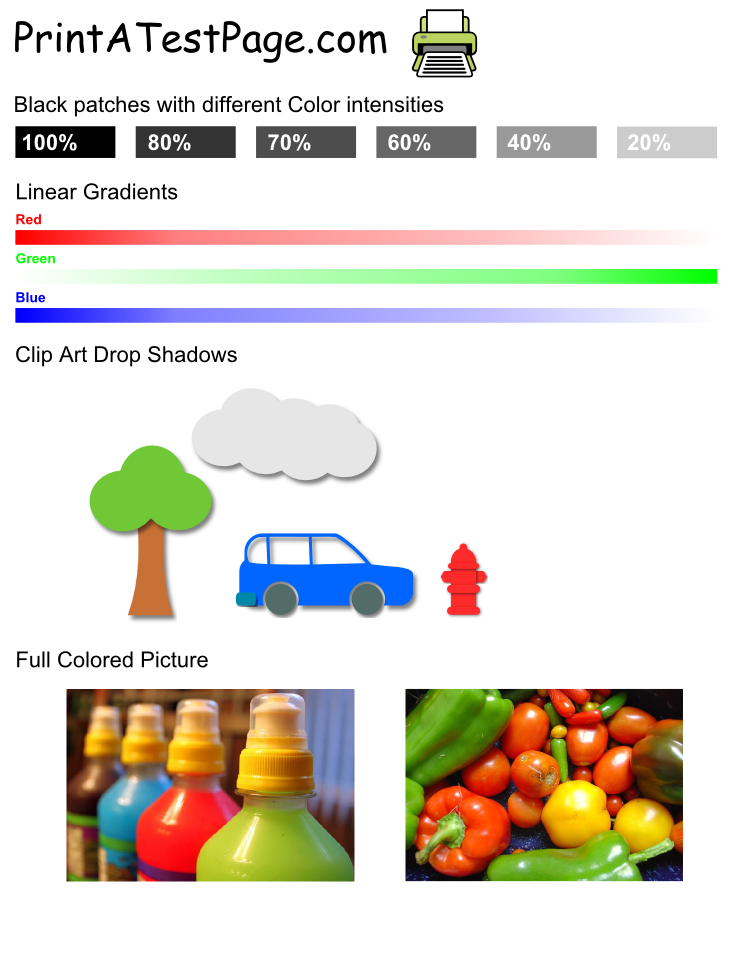 PrintATestPage.com
Black patches with different Color intensities
100% 80% 70% 60% 40% 20%
Linear Gradients
Red
Green
Blue
Clip Art Drop Shadows
Full Colored Picture